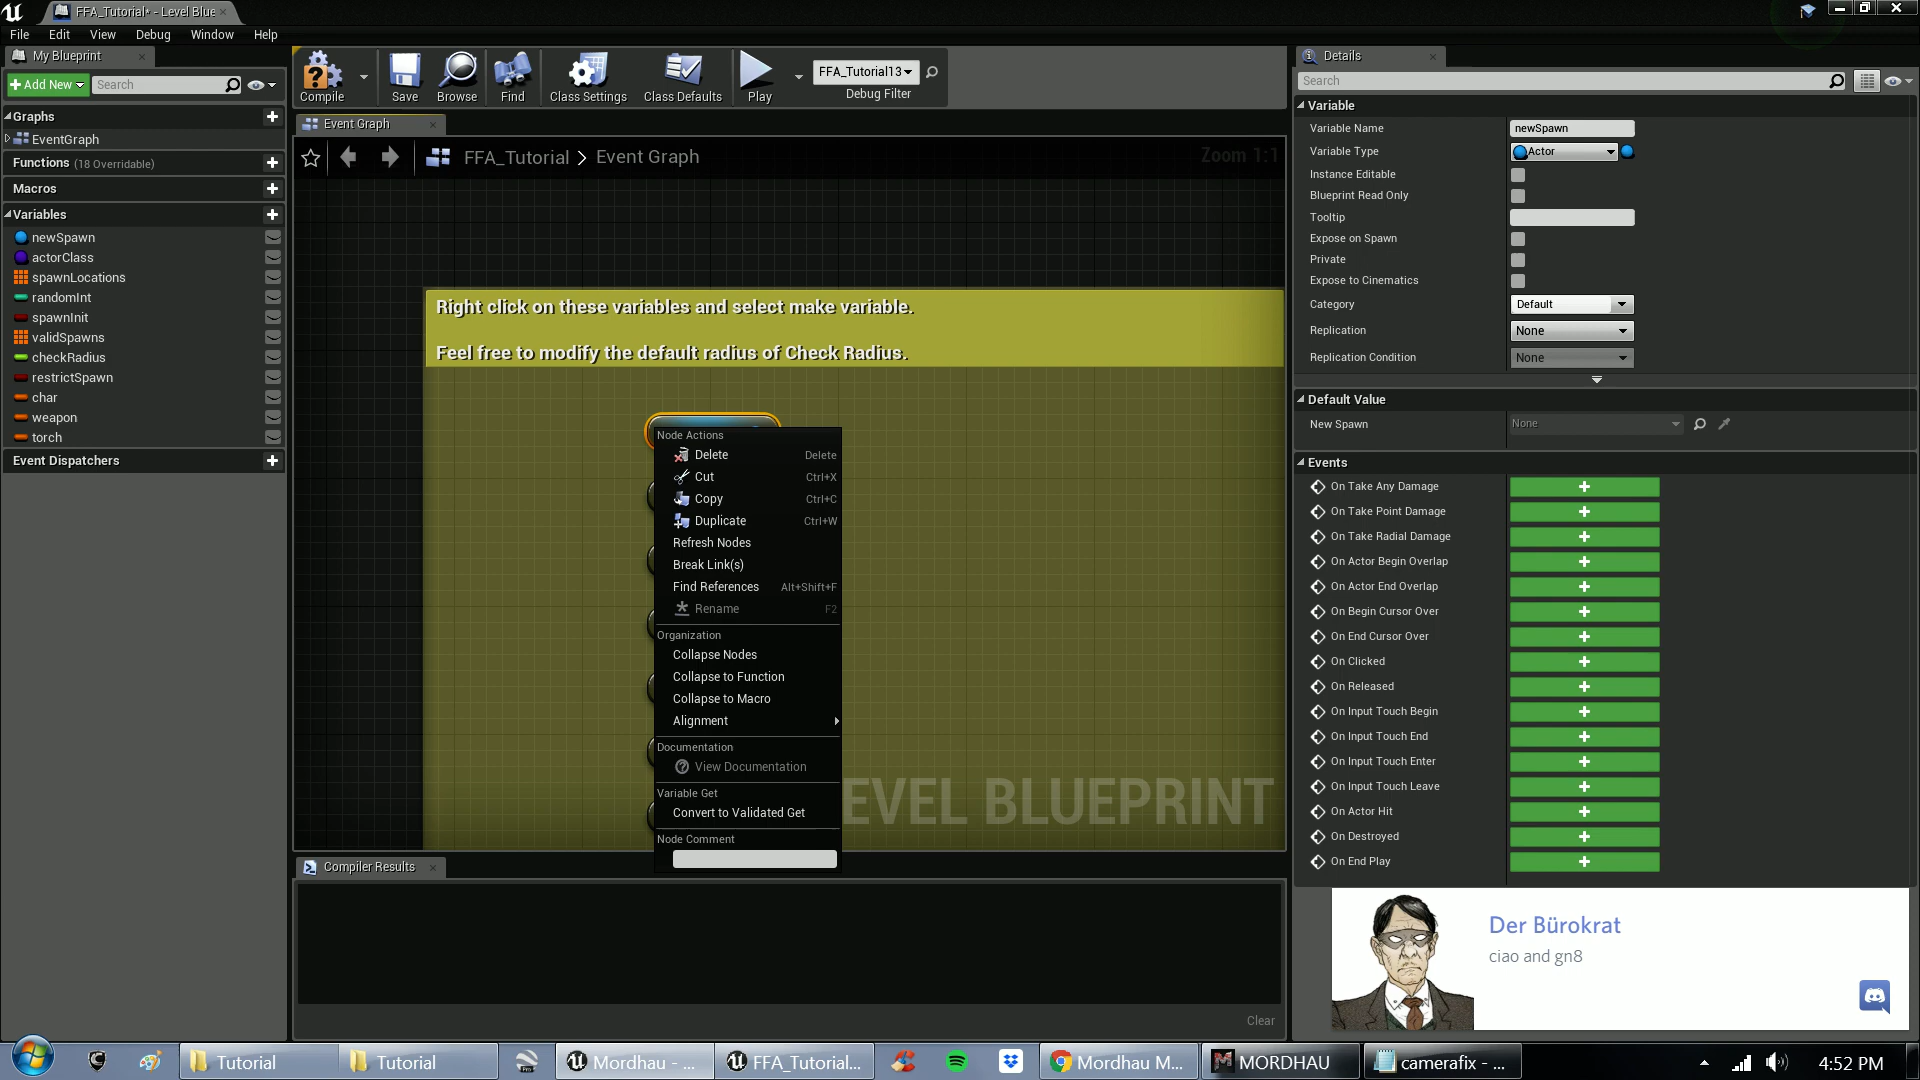 FFA_Tutorial* - Level Blue
File Edit View Debug Window Help
My Blueprint
Add New Search
Graphs
EventGraph
Functions (18 Overridable)
Macros
Variables
newSpawn
actorClass
spawnLocations
randomInt
spawnInit
validSpawns
checkRadius
restrictSpawn
char
weapon
torch
Event Dispatchers
Compile Save Browse Find Class Settings Class Defaults Play
FFA_Tutorial13
Debug Filter
Event Graph
FFA_Tutorial > Event Graph Zoom 1:1
Right click on these variables and select make variable.
Feel free to modify the default radius of Check Radius.
Node Actions
Delete Delete
Cut Ctrl+X
Copy Ctrl+C
Duplicate Ctrl+W
Refresh Nodes
Break Link(s)
Find References Alt+Shift+F
Rename F2
Organization
Collapse Nodes
Collapse to Function
Collapse to Macro
Alignment
Documentation
View Documentation
Variable Get
Convert to Validated Get
Node Comment
EVEL BLUEPRINT
Compiler Results
Clear
Details
Search
Variable
Variable Name newSpawn
Variable Type Actor
Instance Editable
Blueprint Read Only
Tooltip
Expose on Spawn
Private
Expose to Cinematics
Category Default
Replication None
Replication Condition None
Default Value
New Spawn None
Events
On Take Any Damage
On Take Point Damage
On Take Radial Damage
On Actor Begin Overlap
On Actor End Overlap
On Begin Cursor Over
On End Cursor Over
On Clicked
On Released
On Input Touch Begin
On Input Touch End
On Input Touch Enter
On Input Touch Leave
On Actor Hit
On Destroyed
On End Play
Der Bürokrat
ciao and gn8
Tutorial Tutorial Mordhau - ... FFA_Tutorial... Mordhau M... MORDHAU camerafix - ... 4:52 PM